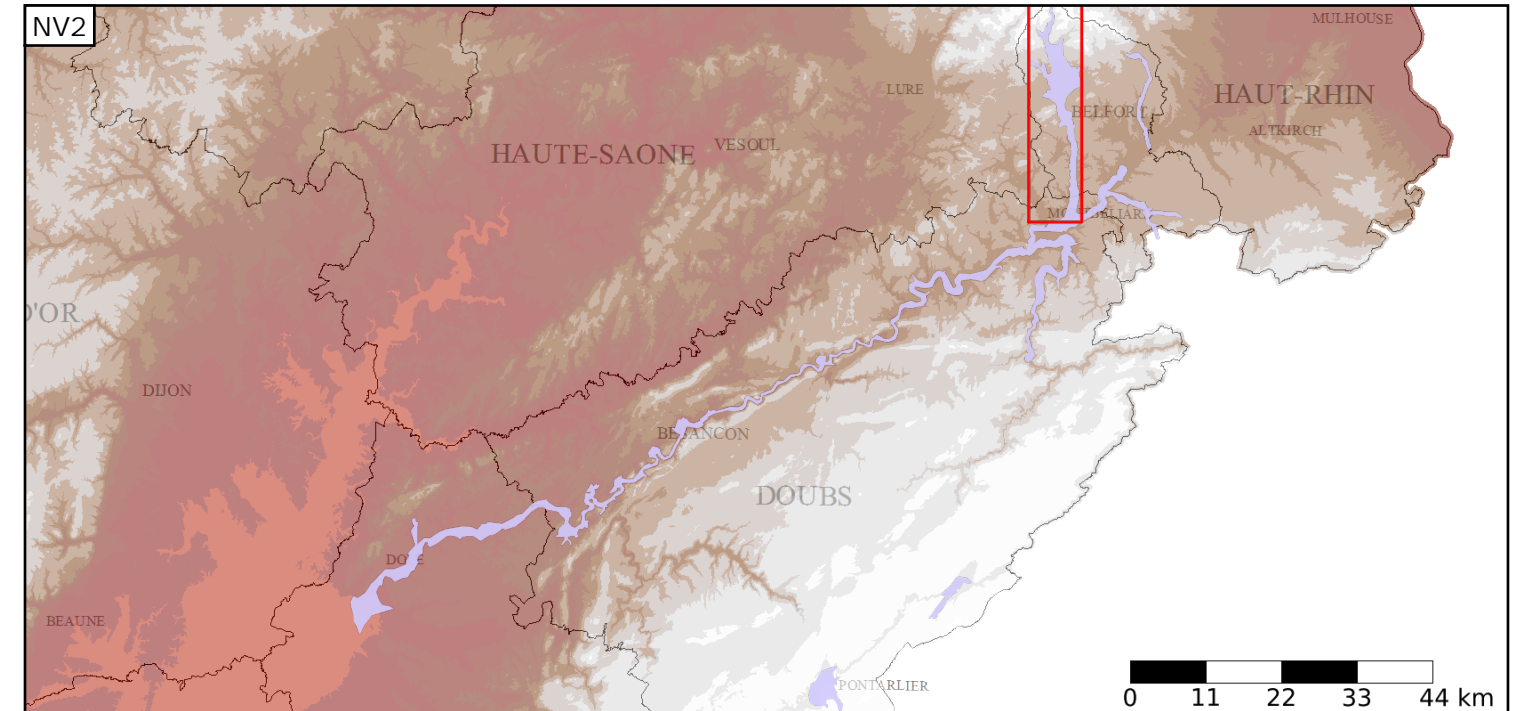 NV2
MULHOUSE
LURE
HAUT-RHIN
BELFORT
ALTKIRCH
HAUTE-SAONE
VESOUL
MONTBELIAR
D'OR
DIJON
BESANCON
DOUBS
DOLE
BEAUNE
PONTARLIER
0 11 22 33 44 km